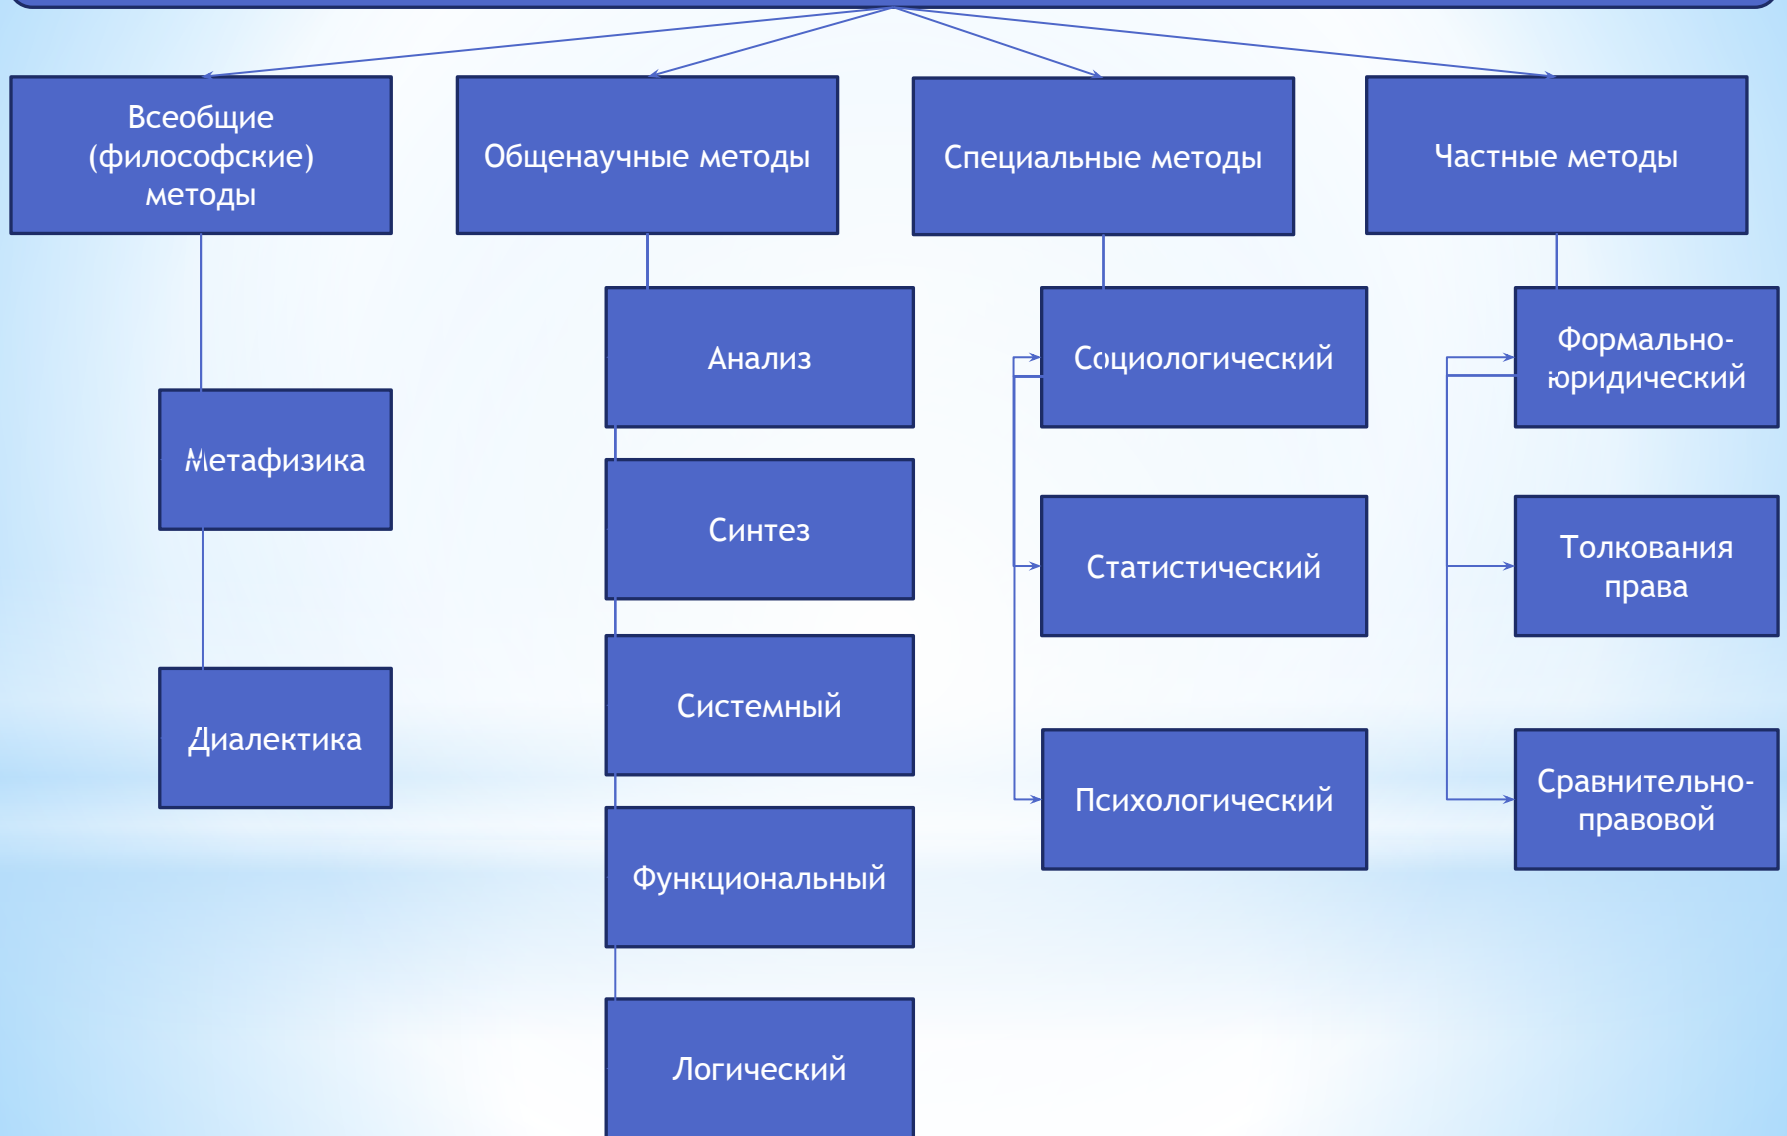 Всеобщие
(философские)
методы
Общенаучные методы
Специальные методы
Частные методы
Метафизика
Диалектика
Анализ
Синтез
Системный
Функциональный
Логический
Социологический
Статистический
Психологический
Формально-
юридический
Толкования
права
Сравнительно-
правовой